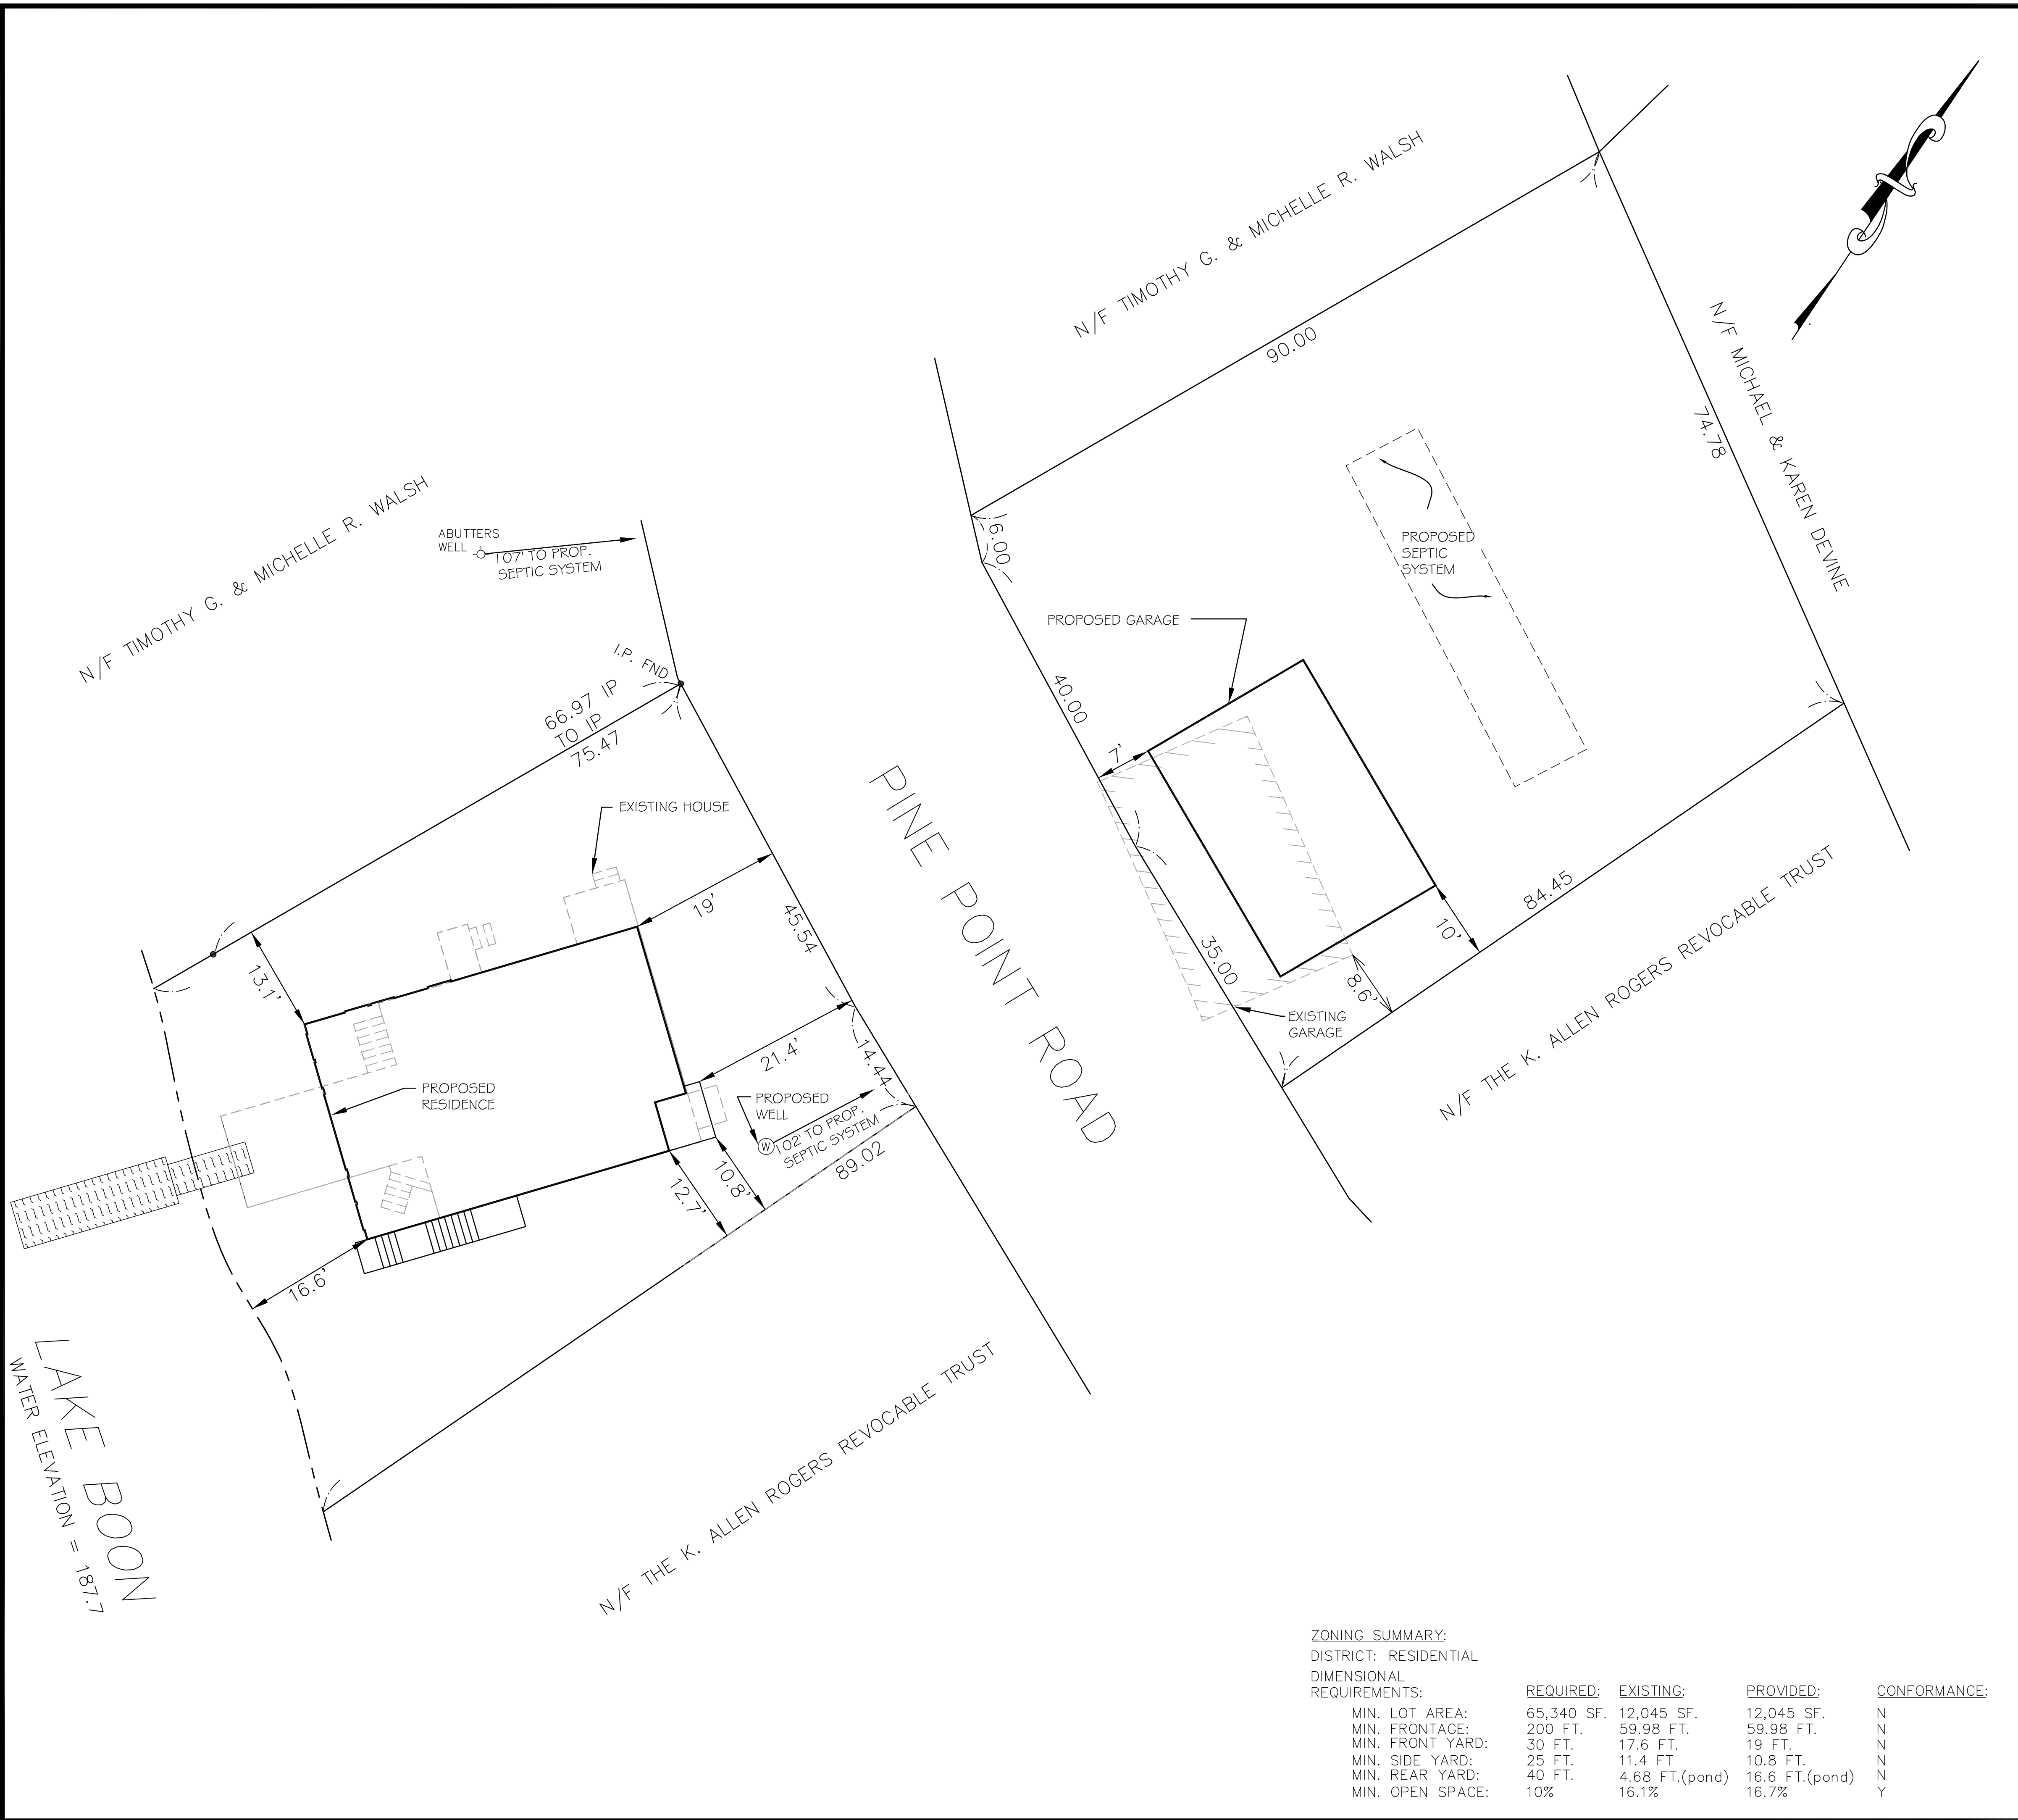 N/F TIMOTHY G. & MICHELLE R. WALSH
90.00
N/F MICHAEL & KAREN DEVINE
74.78
N/F TIMOTHY G. & MICHELLE R. WALSH
ABUTTERS
WELL
107' TO PROP.
SEPTIC SYSTEM
6.00
PROPOSED
SEPTIC
SYSTEM
PROPOSED GARAGE
I.P. FND
66.97 IP
TO IP
75.47
40.00
7'
EXISTING HOUSE
PINE POINT ROAD
19'
45.54
84.45
10'
35.00
8.6'
EXISTING
GARAGE
N/F THE K. ALLEN ROGERS REVOCABLE TRUST
13.1'
21.4'
14.44
PROPOSED
RESIDENCE
PROPOSED
WELL
W
102' TO PROP.
SEPTIC SYSTEM
89.02
10.8'
12.7'
16.6'
LAKE BOON
WATER ELEVATION = 187.7
N/F THE K. ALLEN ROGERS REVOCABLE TRUST
ZONING SUMMARY:
DISTRICT: RESIDENTIAL
DIMENSIONAL
REQUIREMENTS: REQUIRED: EXISTING: PROVIDED: CONFORMANCE:
MIN. LOT AREA: 65,340 SF. 12,045 SF. 12,045 SF. N
MIN. FRONTAGE: 200 FT. 59.98 FT. 59.98 FT. N
MIN. FRONT YARD: 30 FT. 17.6 FT. 19 FT. N
MIN. SIDE YARD: 25 FT. 11.4 FT 10.8 FT. N
MIN. REAR YARD: 40 FT. 4.68 FT.(pond) 16.6 FT.(pond) N
MIN. OPEN SPACE: 10% 16.1% 16.7% Y